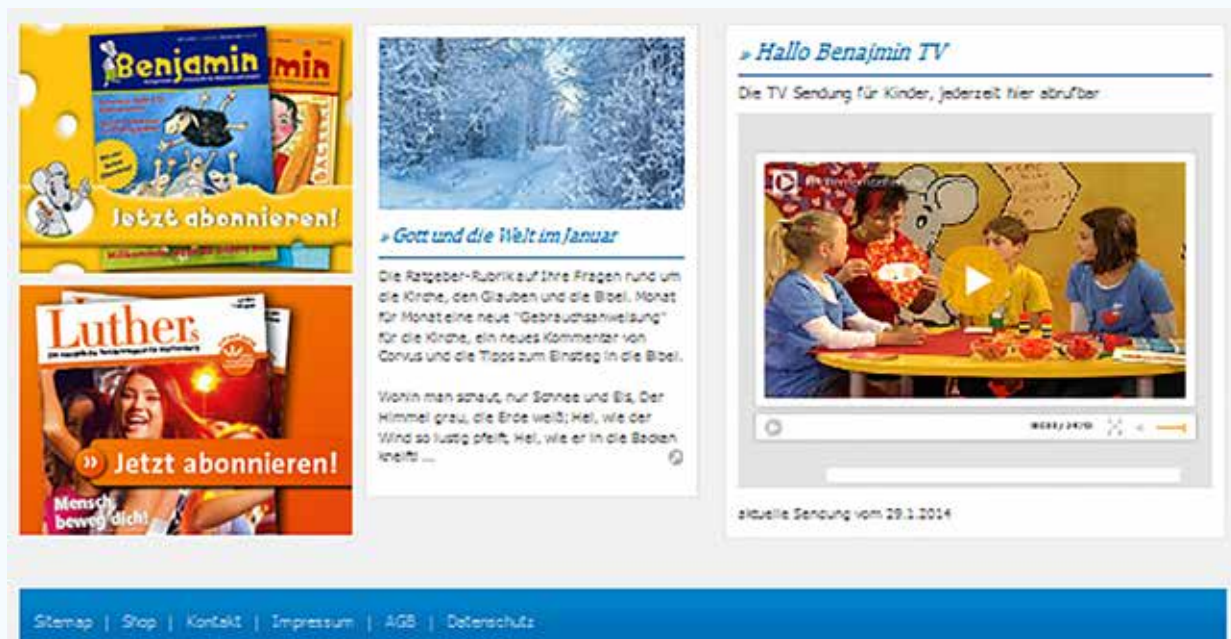 Benjamin
min
Jetzt abonnieren!
Luthers
» Jetzt abonnieren!
Mensch,
beweg dich!
» Gott und die Welt im Januar
Die Ratgeber-Rubrik auf Ihre Fragen rund um
die Kirche, den Glauben und die Bibel. Monat
für Monat eine neue "Gebrauchsanweisung"
für die Kirche, ein neues Kommentar von
Corvus und die Tipps zum Einstieg in die Bibel.
Wohin man schaut, nur Schnee und Eis, Der
Himmel grau, die Erde weiß; Hei, wie der
Wind so lustig pfeift, Hei, wie er in die Backen
kneift! ...
» Hallo Benajmin TV
Die TV Sendung für Kinder, jederzeit hier abrufbar
aktuelle Sendung vom 29.1.2014
Sitemap | Shop | Kontakt | Impressum | AGB | Datenschutz